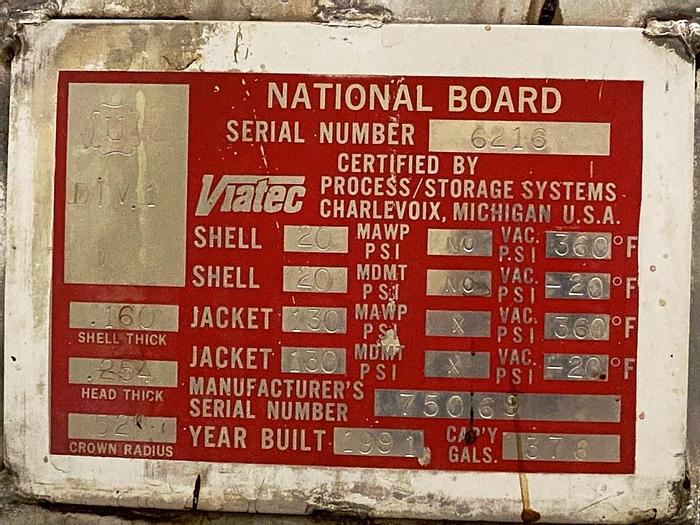 NATIONAL BOARD
SERIAL NUMBER 6216
U
DIV.1
CERTIFIED BY
Viatec PROCESS/STORAGE SYSTEMS
CHARLEVOIX, MICHIGAN U.S.A.
SHELL 20 MAWP PSI NO VAC. PSI 360 °F
SHELL 20 MDMT PSI NO VAC. PSI -20 °F
.160 SHELL THICK
JACKET 130 MAWP PSI X VAC. PSI 360 °F
JACKET 130 MDMT PSI X VAC. PSI -20 °F
.254 HEAD THICK
MANUFACTURER'S
SERIAL NUMBER 75069
CROWN RADIUS
YEAR BUILT 1991 CAP'Y GALS. 373